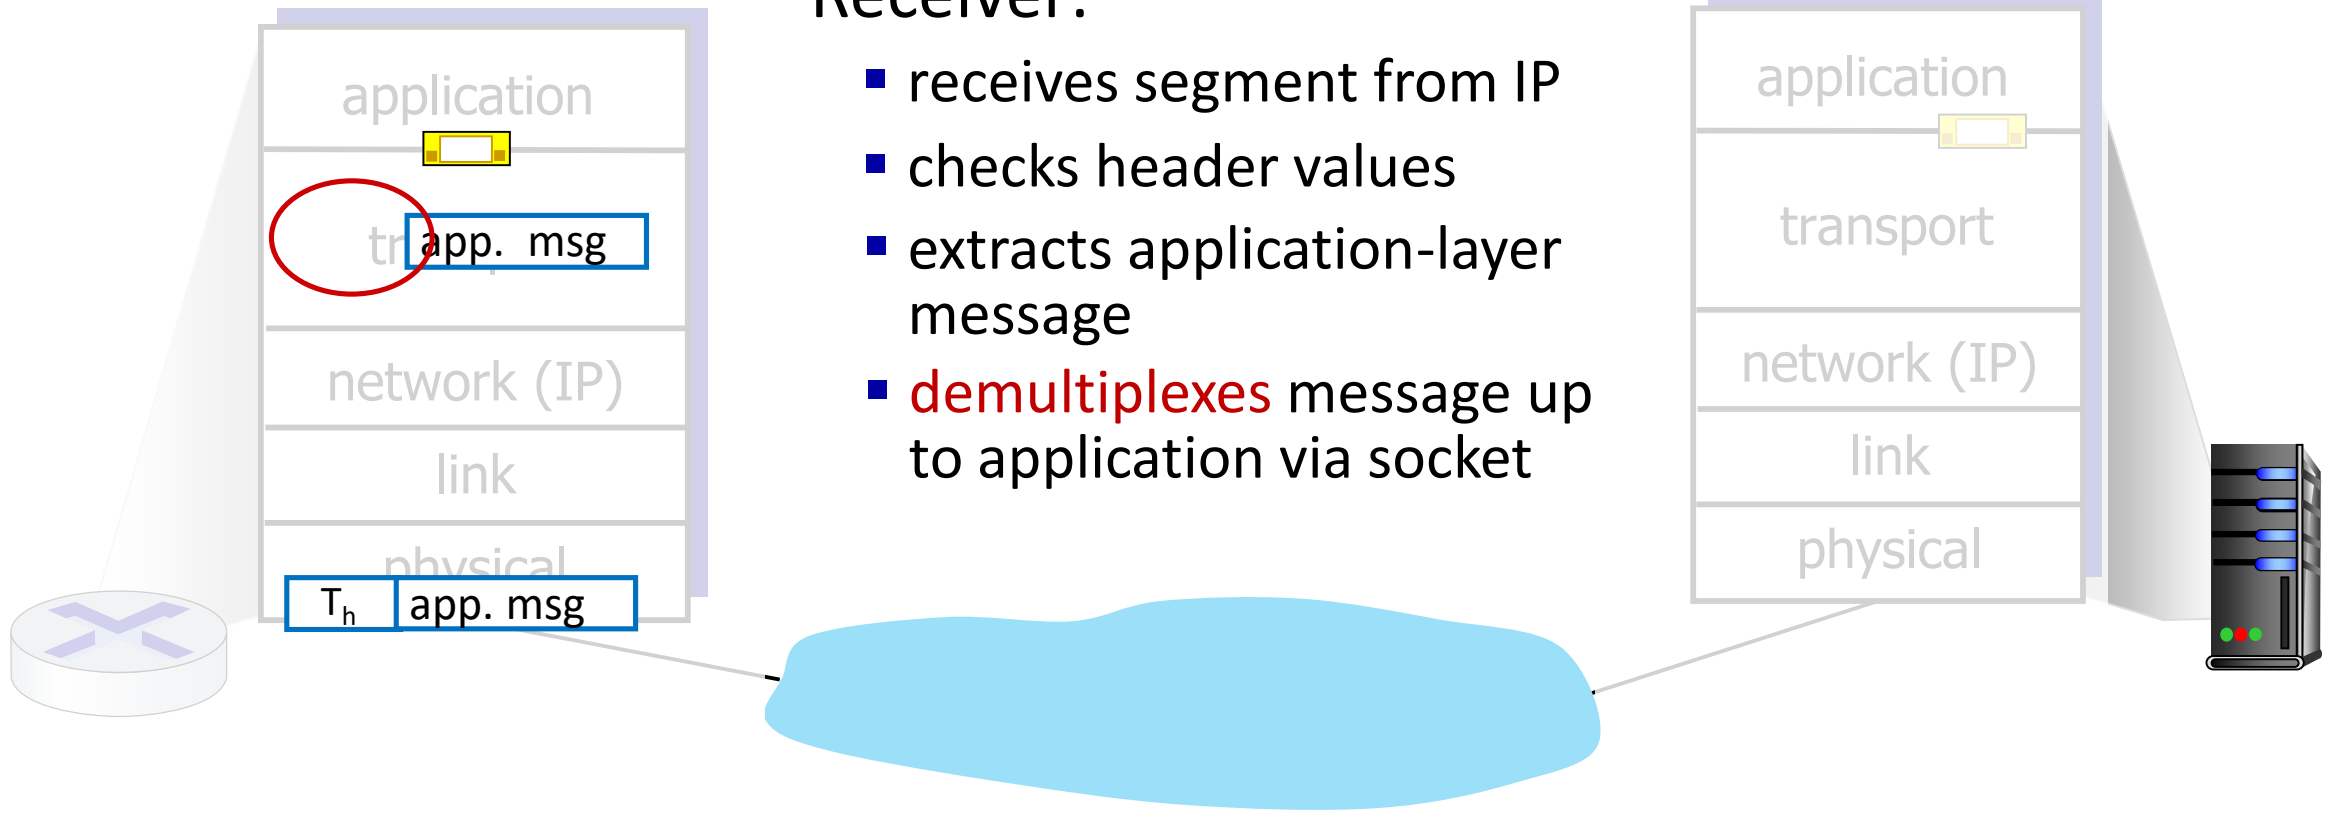 Receiver:
application
tr app. msg
network (IP)
link
physical
T
h
app. msg
receives segment from IP
checks header values
extracts application-layer
message
demultiplexes message up
to application via socket
application
transport
network (IP)
link
physical